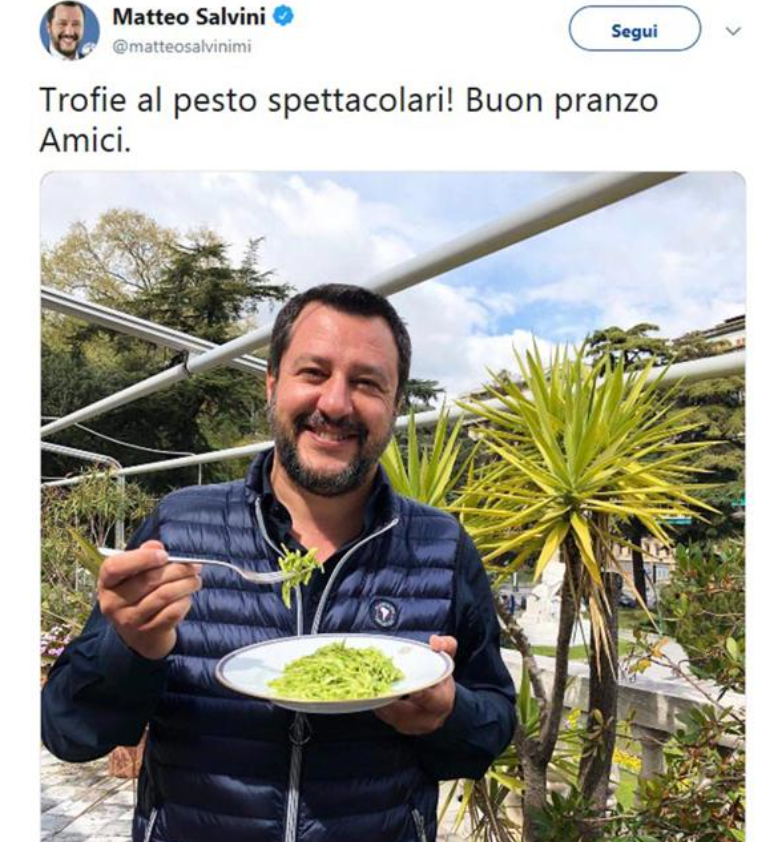 Matteo Salvini
@matteosalvinimi
Segui
Trofie al pesto spettacolari! Buon pranzo
Amici.